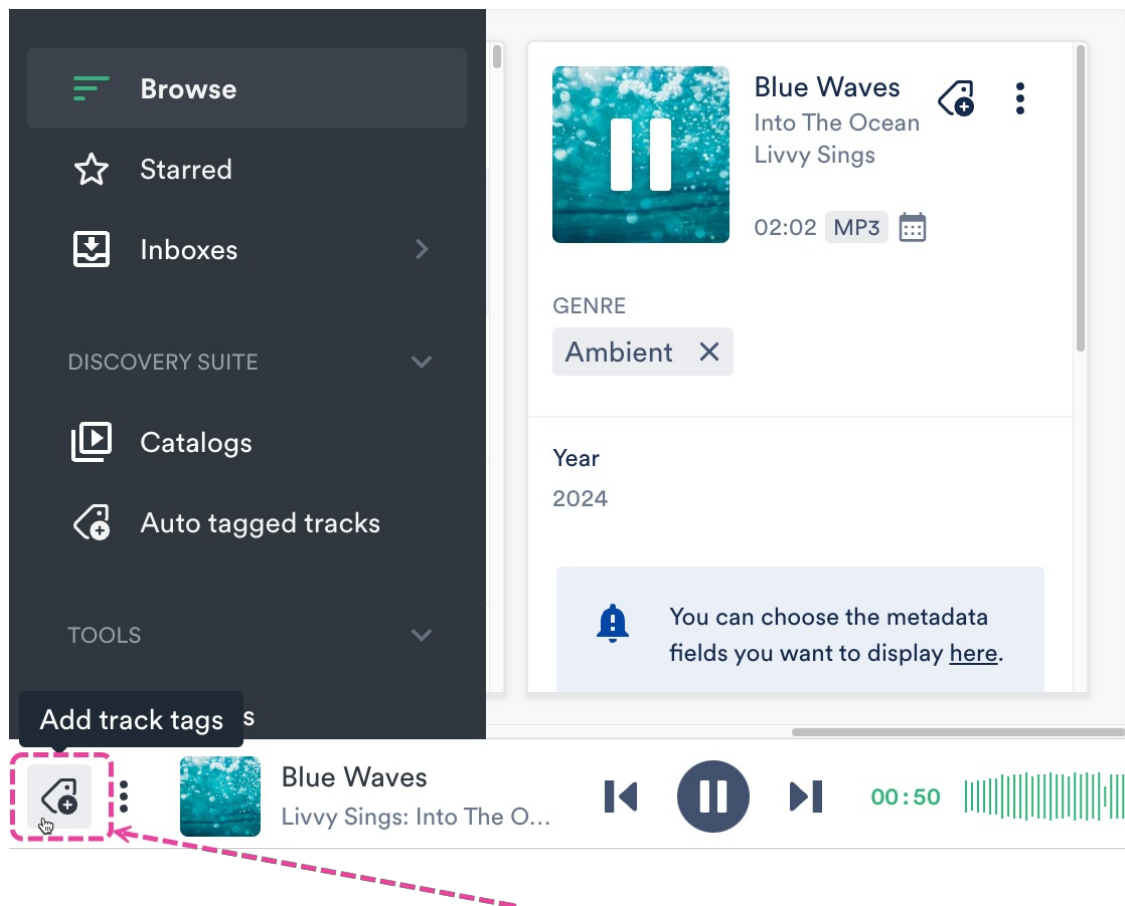 Browse
Starred
Inboxes
DISCOVERY SUITE
Catalogs
Auto tagged tracks
TOOLS
Add track tags
Blue Waves
Into The Ocean
Livvy Sings
02:02 MP3
GENRE
Ambient
Year
2024
You can choose the metadata
fields you want to display here.
Blue Waves
Livvy Sings: Into The O...
00:50